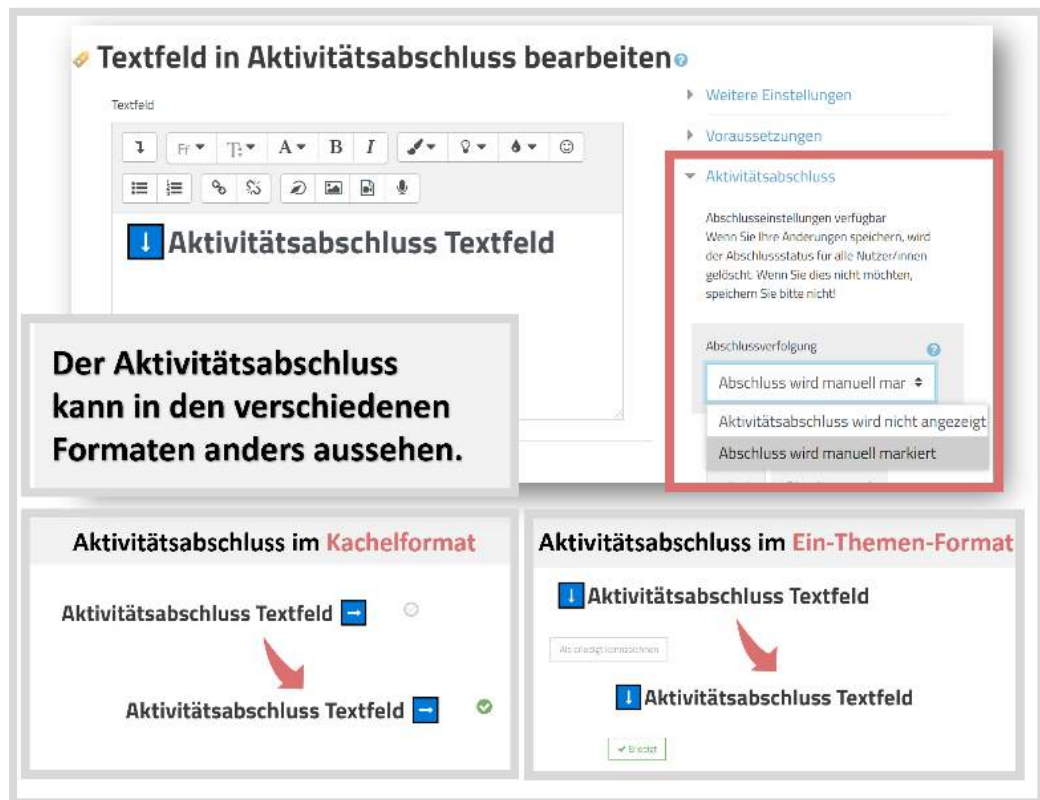 Textfeld in Aktivitätsabschluss bearbeiten
Textfeld
Fr
A
B
I
Aktivitätsabschluss Textfeld
Weitere Einstellungen
Voraussetzungen
Aktivitätsabschluss
Abschlusseinstellungen verfügbar
Wenn Sie Ihre Änderungen speichern, wird
der Abschlussstatus für alle Nutzer/innen
gelöscht. Wenn Sie dies nicht möchten,
speichern Sie bitte nicht!
Abschlussverfolgung
Abschluss wird manuell mar
Aktivitätsabschluss wird nicht angezeigt
Abschluss wird manuell markiert
Der Aktivitätsabschluss
kann in den verschiedenen
Formaten anders aussehen.
Aktivitätsabschluss im Kachelformat
Aktivitätsabschluss Textfeld
Aktivitätsabschluss Textfeld
Aktivitätsabschluss im Ein-Themen-Format
Aktivitätsabschluss Textfeld
Als erledigt kennzeichnen
Aktivitätsabschluss Textfeld
Erledigt